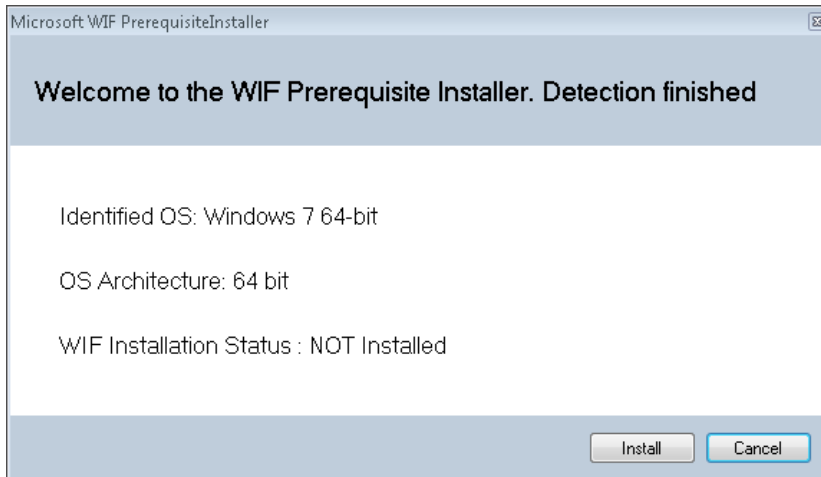 Microsoft WIF PrerequisiteInstaller
Welcome to the WIF Prerequisite Installer. Detection finished
Identified OS: Windows 7 64-bit
OS Architecture: 64 bit
WIF Installation Status : NOT Installed
Install Cancel